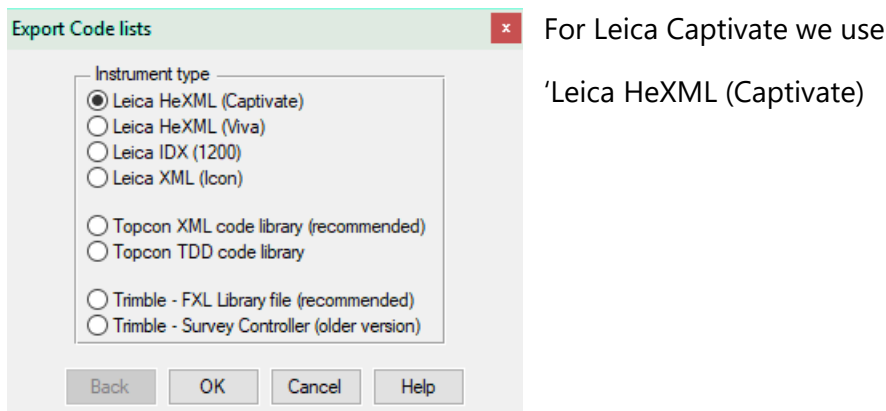 Export Code lists
x
For Leica Captivate we use
‘Leica HeXML (Captivate)
Instrument type
Leica HeXML (Captivate)
Leica HeXML (Viva)
Leica IDX (1200)
Leica XML (Icon)
Topcon XML code library (recommended)
Topcon TDD code library
Trimble - FXL Library file (recommended)
Trimble - Survey Controller (older version)
Back
OK
Cancel
Help